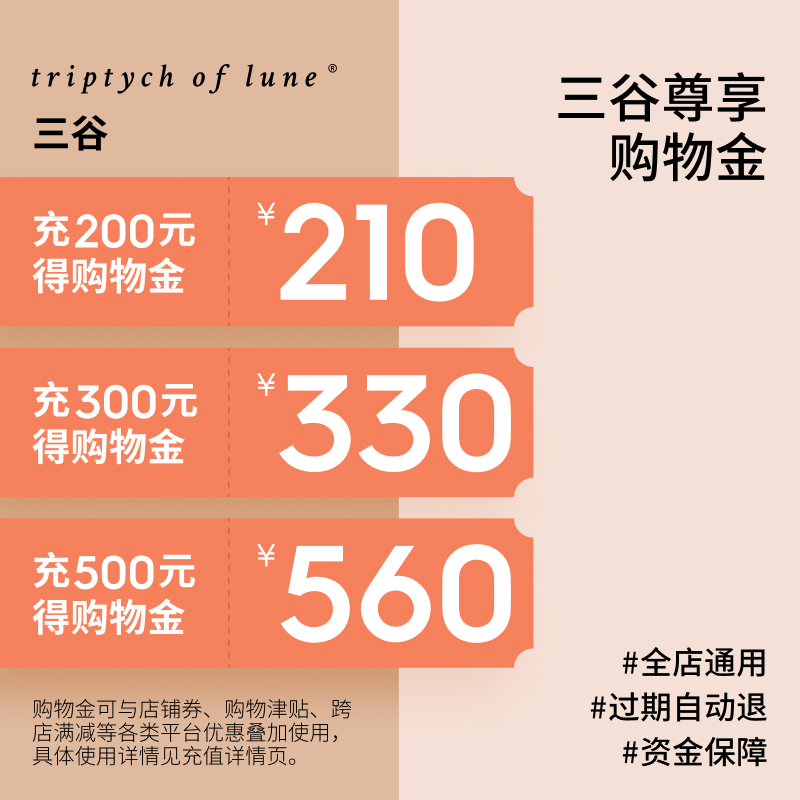 triptych of lune®
三谷
三谷尊享
购物金
充200元
得购物金
¥210
充300元
得购物金
¥330
充500元
得购物金
¥560
购物金可与店铺券、购物津贴、跨
店满减等各类平台优惠叠加使用，
具体使用详情见充值详情页。
#全店通用
#过期自动退
#资金保障